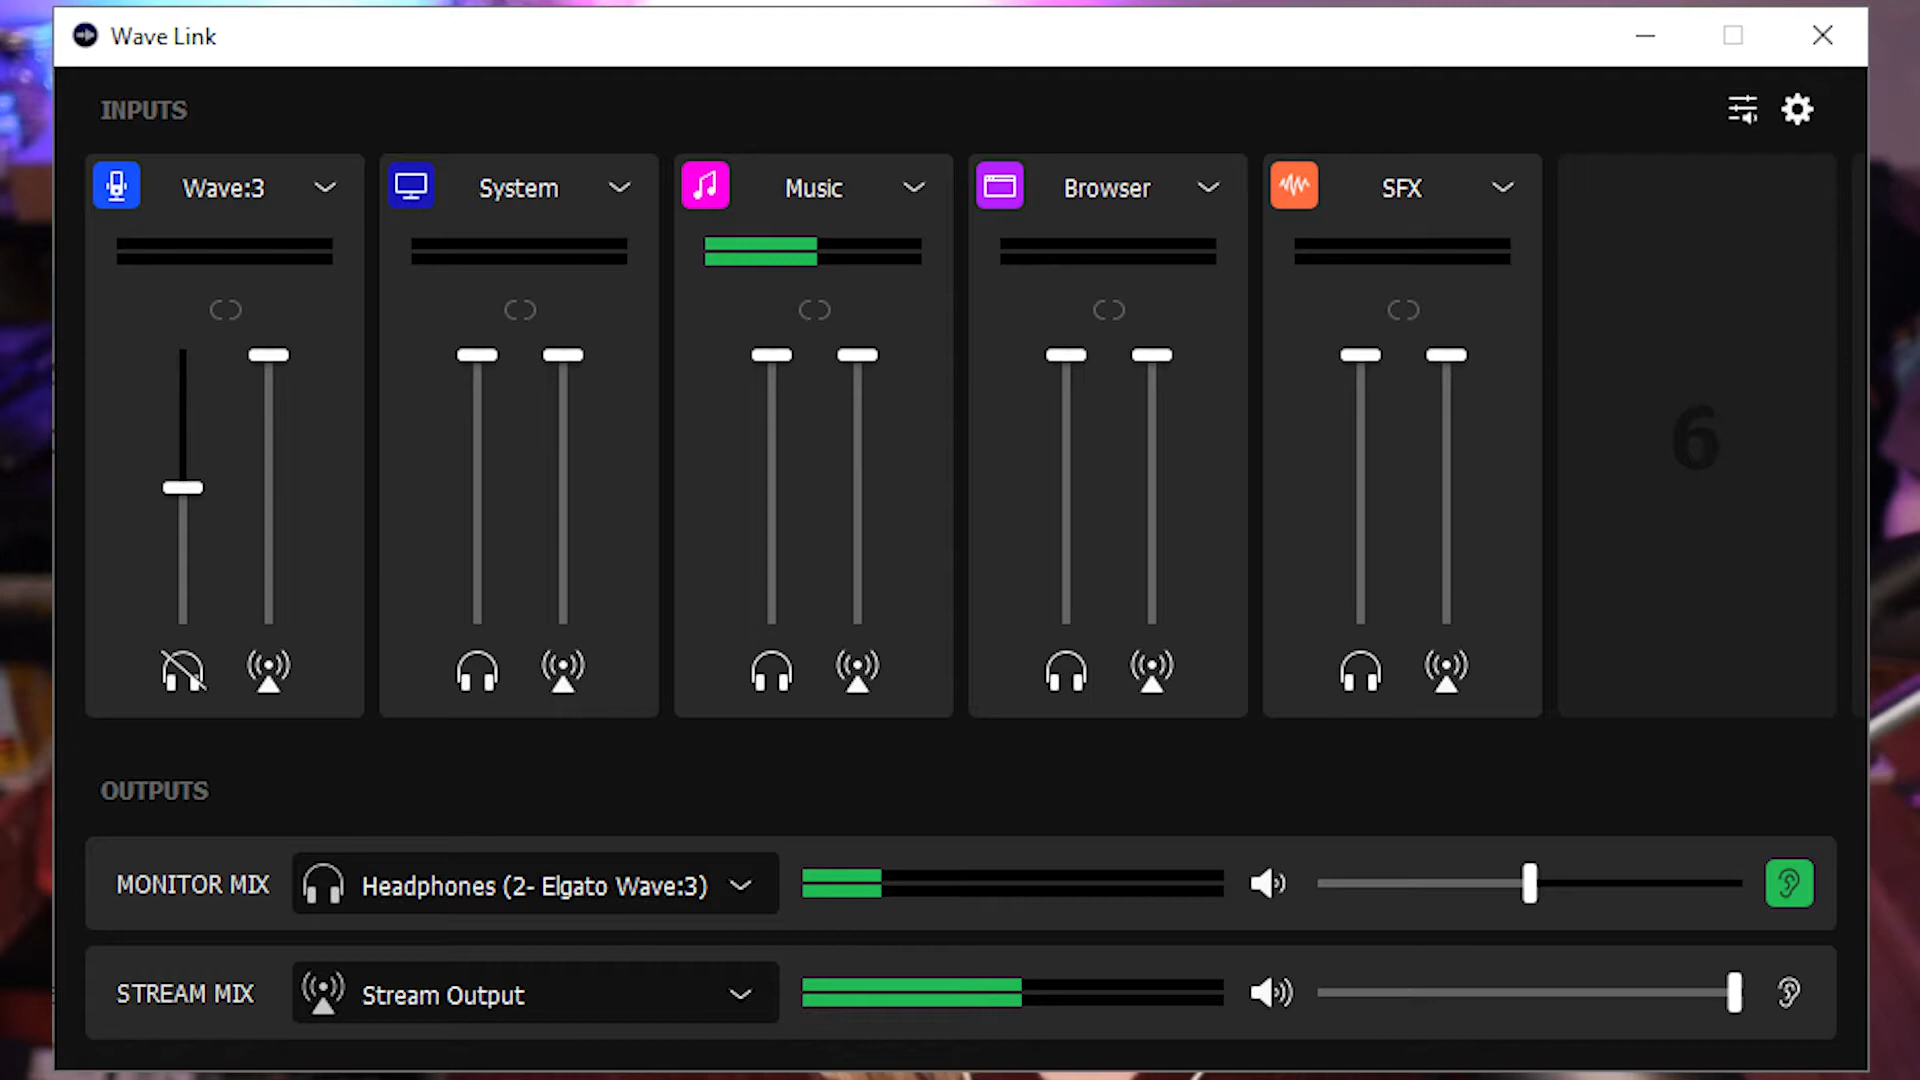 Wave Link
INPUTS
Wave:3
System
Music
Browser
SFX
6
OUTPUTS
MONITOR MIX
Headphones (2- Elgato Wave:3)
STREAM MIX
Stream Output